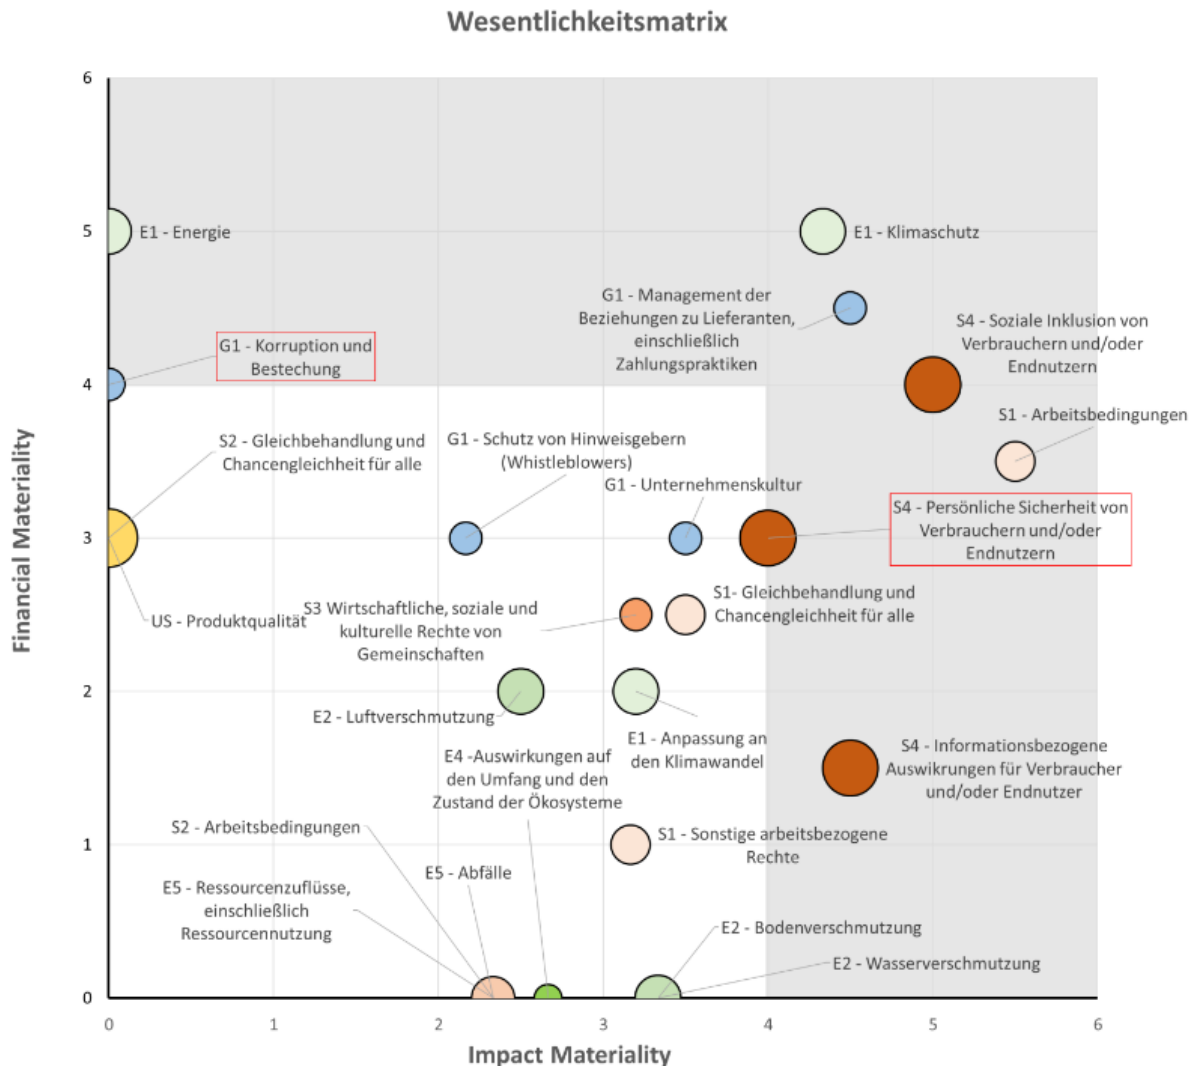 Wesentlichkeitsmatrix
6
5
E1 - Energie
E1 - Klimaschutz
G1 - Management der
Beziehungen zu Lieferanten,
einschließlich
Zahlungspraktiken
S4 - Soziale Inklusion von
Verbrauchern und/oder
Endnutzern
G1 - Korruption und
Bestechung
4
S1 - Arbeitsbedingungen
S2 - Gleichbehandlung und
Chancengleichheit für alle
G1 - Schutz von Hinweisgebern
(Whistleblowers)
G1 - Unternehmenskultur
S4 - Persönliche Sicherheit von
Verbrauchern und/oder
Endnutzern
3
US - Produktqualität
S3 Wirtschaftliche, soziale und
kulturelle Rechte von
Gemeinschaften
S1- Gleichbehandlung und
Chancengleichheit für alle
2
E2 - Luftverschmutzung
E1 - Anpassung an
den Klimawandel
E4 -Auswirkungen auf
den Umfang und den
Zustand der Ökosysteme
S4 - Informationsbezogene
Auswikrungen für Verbraucher
und/oder Endnutzer
S2 - Arbeitsbedingungen
1
S1 - Sonstige arbeitsbezogene
Rechte
E5 - Abfälle
E5 - Ressourcenzuflüsse,
einschließlich
Ressourcennutzung
E2 - Bodenverschmutzung
E2 - Wasserverschmutzung
0
0 1 2 3 4 5 6
Impact Materiality
Financial Materiality